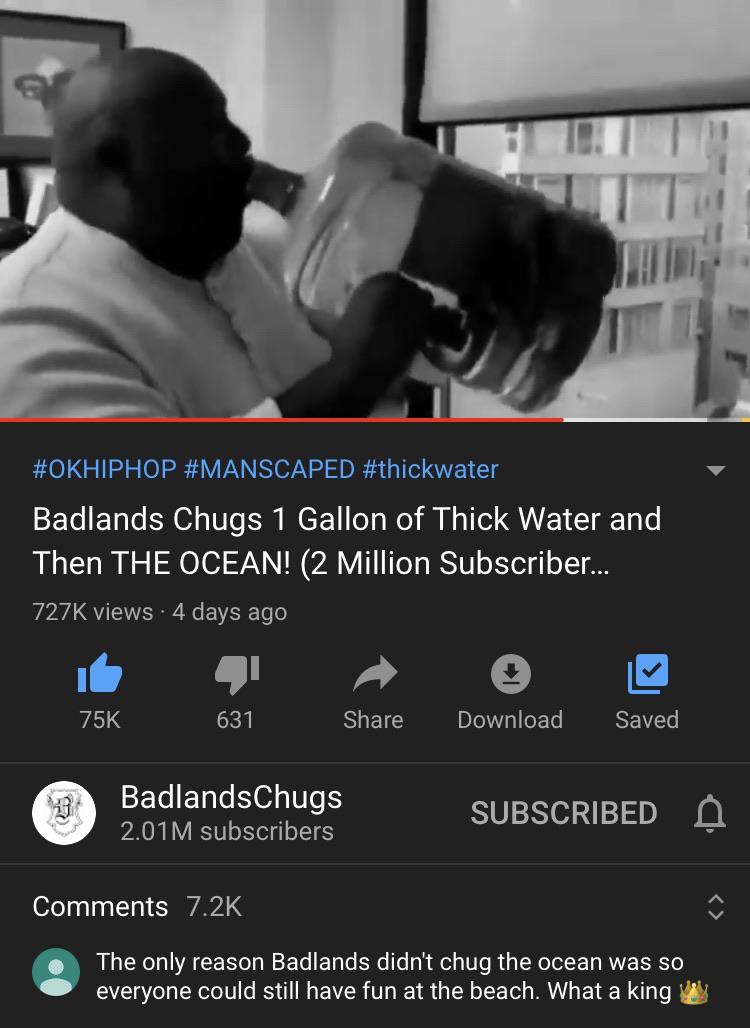 #OKHIPHOP #MANSCAPED #thickwater
Badlands Chugs 1 Gallon of Thick Water and
Then THE OCEAN! (2 Million Subscriber...
727K views · 4 days ago
75K
631
Share
Download
Saved
BadlandsChugs
2.01M subscribers
SUBSCRIBED
Comments 7.2K
The only reason Badlands didn't chug the ocean was so
everyone could still have fun at the beach. What a king 👑